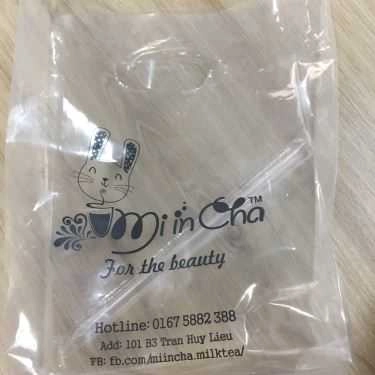 Mi in Cha™
For the beauty
Hotline: 0167 5882 388
Add: 101 B3 Tran Huy Lieu
FB: fb.com/miincha.milktea/